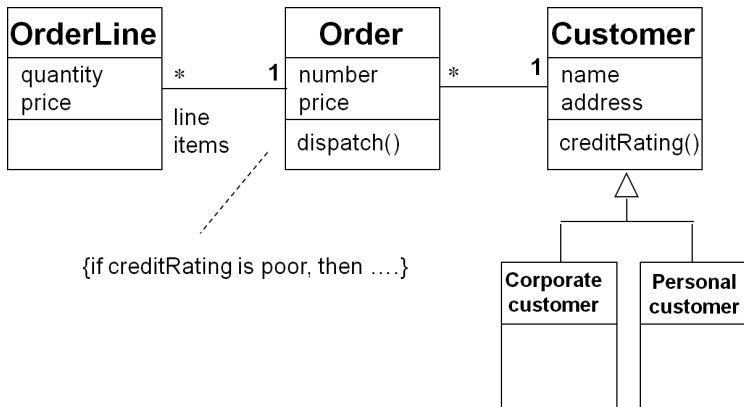 OrderLine
quantity
price
*
1
line
items
Order
number
price
dispatch()
*
1
Customer
name
address
creditRating()
{if creditRating is poor, then ....}
Corporate
customer
Personal
customer